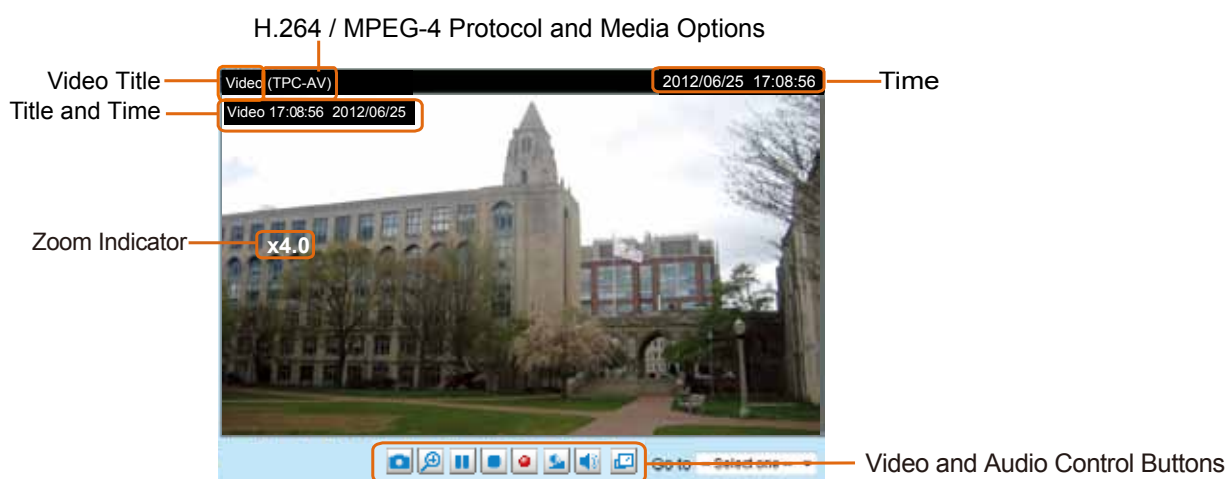 H.264 / MPEG-4 Protocol and Media Options
Video Title
Video (TPC-AV)
2012/06/25 17:08:56
Time
Title and Time
Video 17:08:56 2012/06/25
Zoom Indicator
x4.0
Go to
-- Select one --
Video and Audio Control Buttons